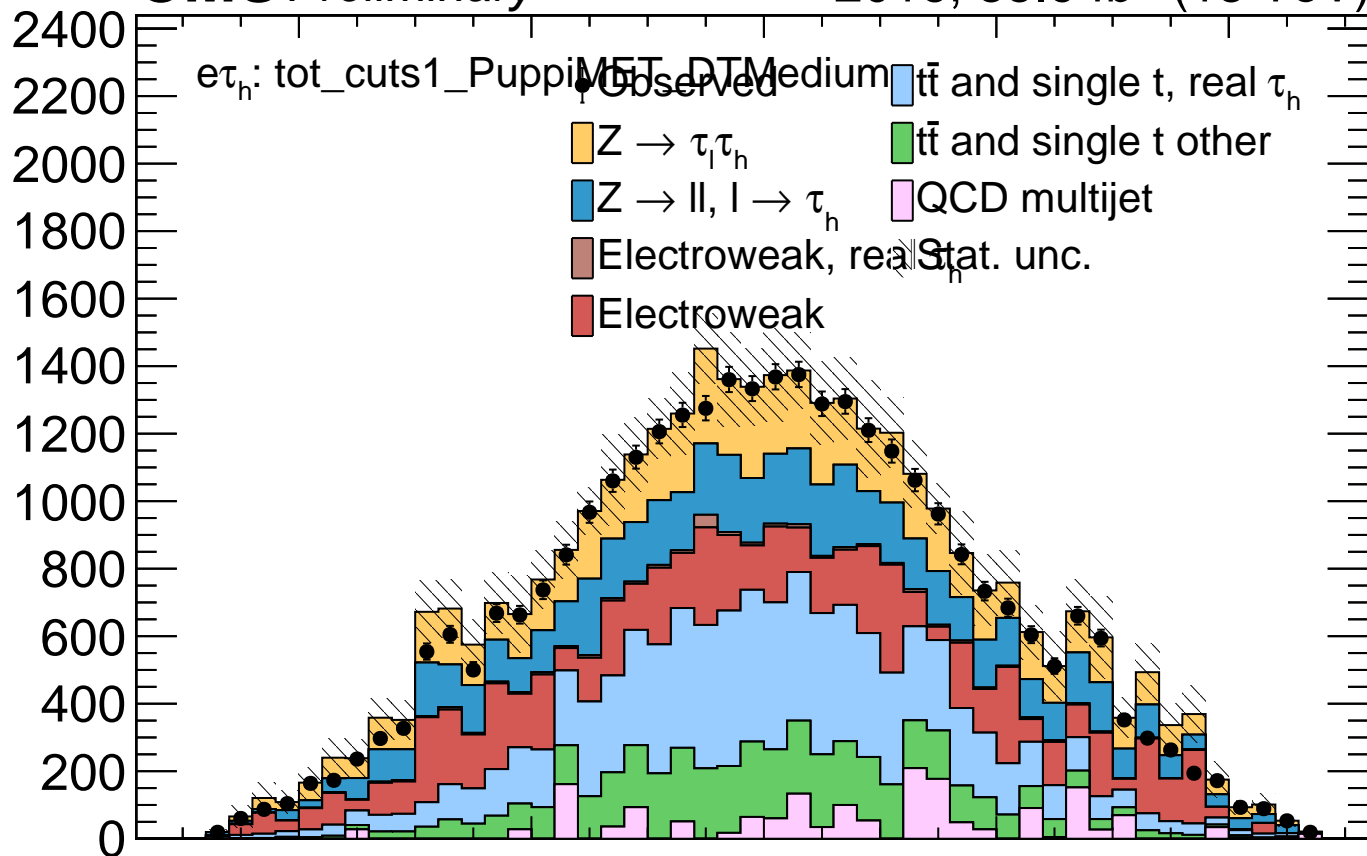 Preliminary
2400
eτh: tot_cuts1_PuppiMET_DTMedium
Observed
tt̄ and single t, real τh
2200
Z → τlτh
tt̄ and single t other
2000
Z → ll, l → τh
QCD multijet
1800
Electroweak, real τh
Stat. unc.
1600
Electroweak
1400
1200
1000
800
600
400
200
0